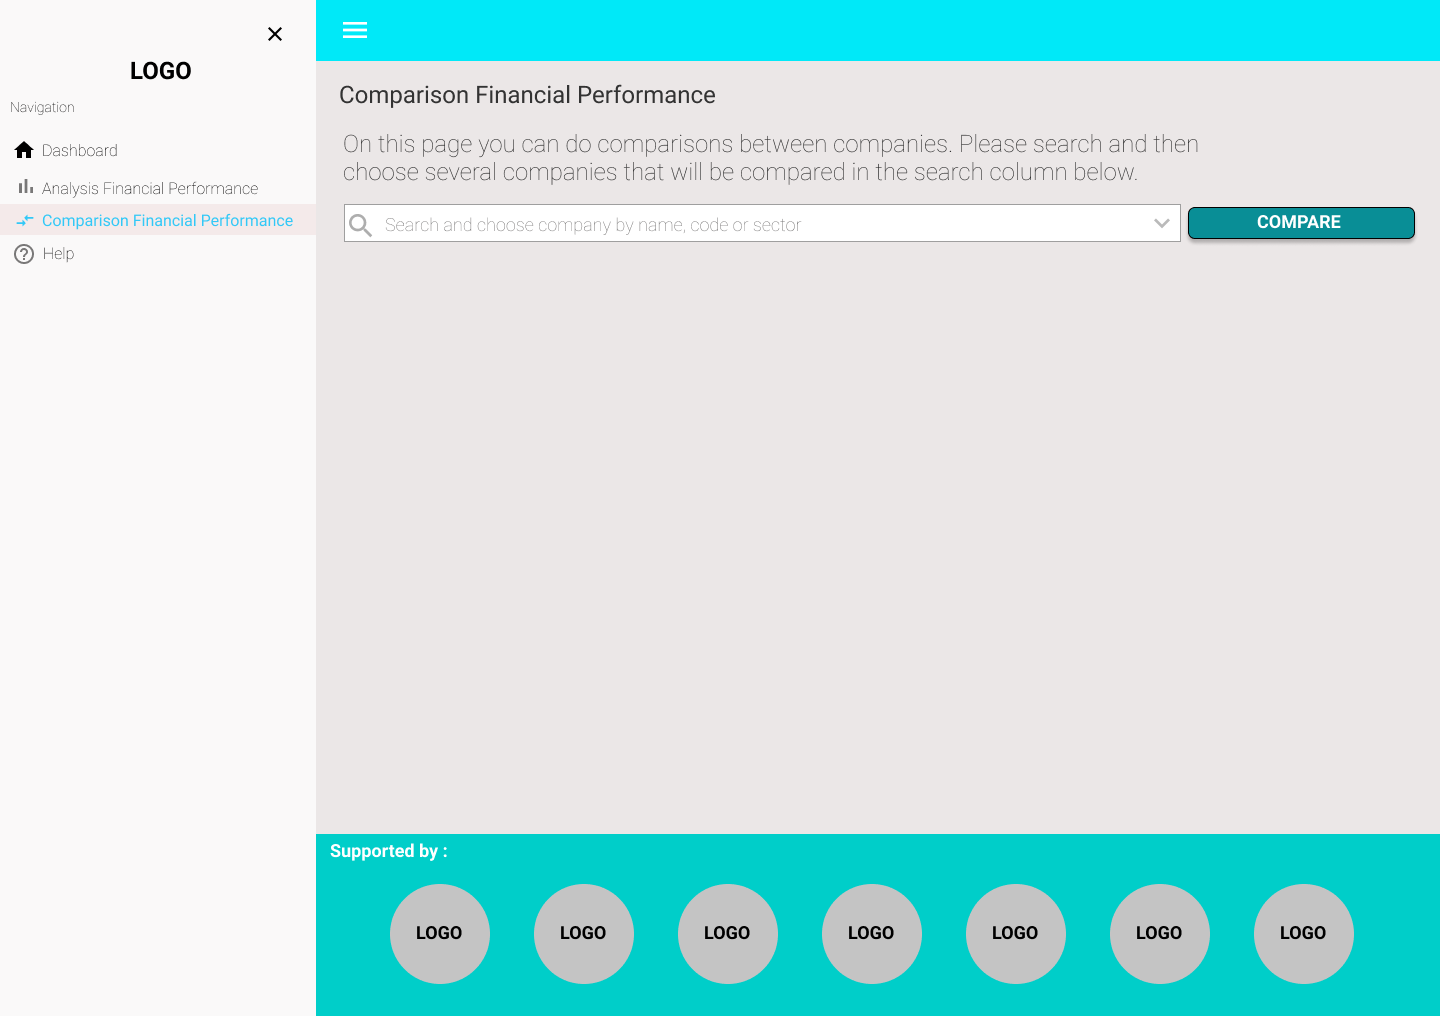 LOGO
Navigation
Dashboard
Analysis Financial Performance
Comparison Financial Performance
Help
Comparison Financial Performance
On this page you can do comparisons between companies. Please search and then
choose several companies that will be compared in the search column below.
Search and choose company by name, code or sector
COMPARE
Supported by :
LOGO
LOGO
LOGO
LOGO
LOGO
LOGO
LOGO